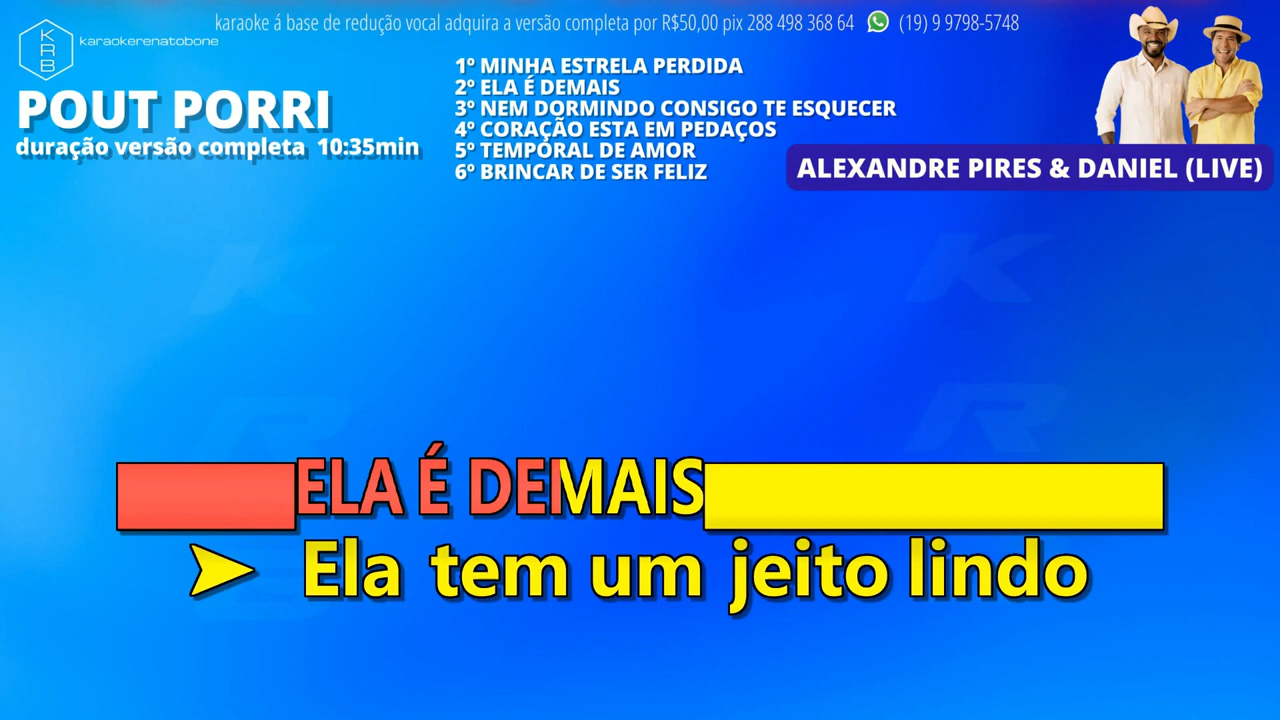 karaoke á base de redução vocal adquira a versão completa por R$50,00 pix 288 498 368 64 (19) 9 9798-5748
KRB
karaokerenatobone
POUT PORRI
duração versão completa 10:35min
1º MINHA ESTRELA PERDIDA
2º ELA É DEMAIS
3º NEM DORMINDO CONSIGO TE ESQUECER
4º CORAÇÃO ESTA EM PEDAÇOS
5º TEMPORAL DE AMOR
6º BRINCAR DE SER FELIZ
ALEXANDRE PIRES & DANIEL (LIVE)
K
K
R
R
ELA É DEMAIS
Ela tem um jeito lindo